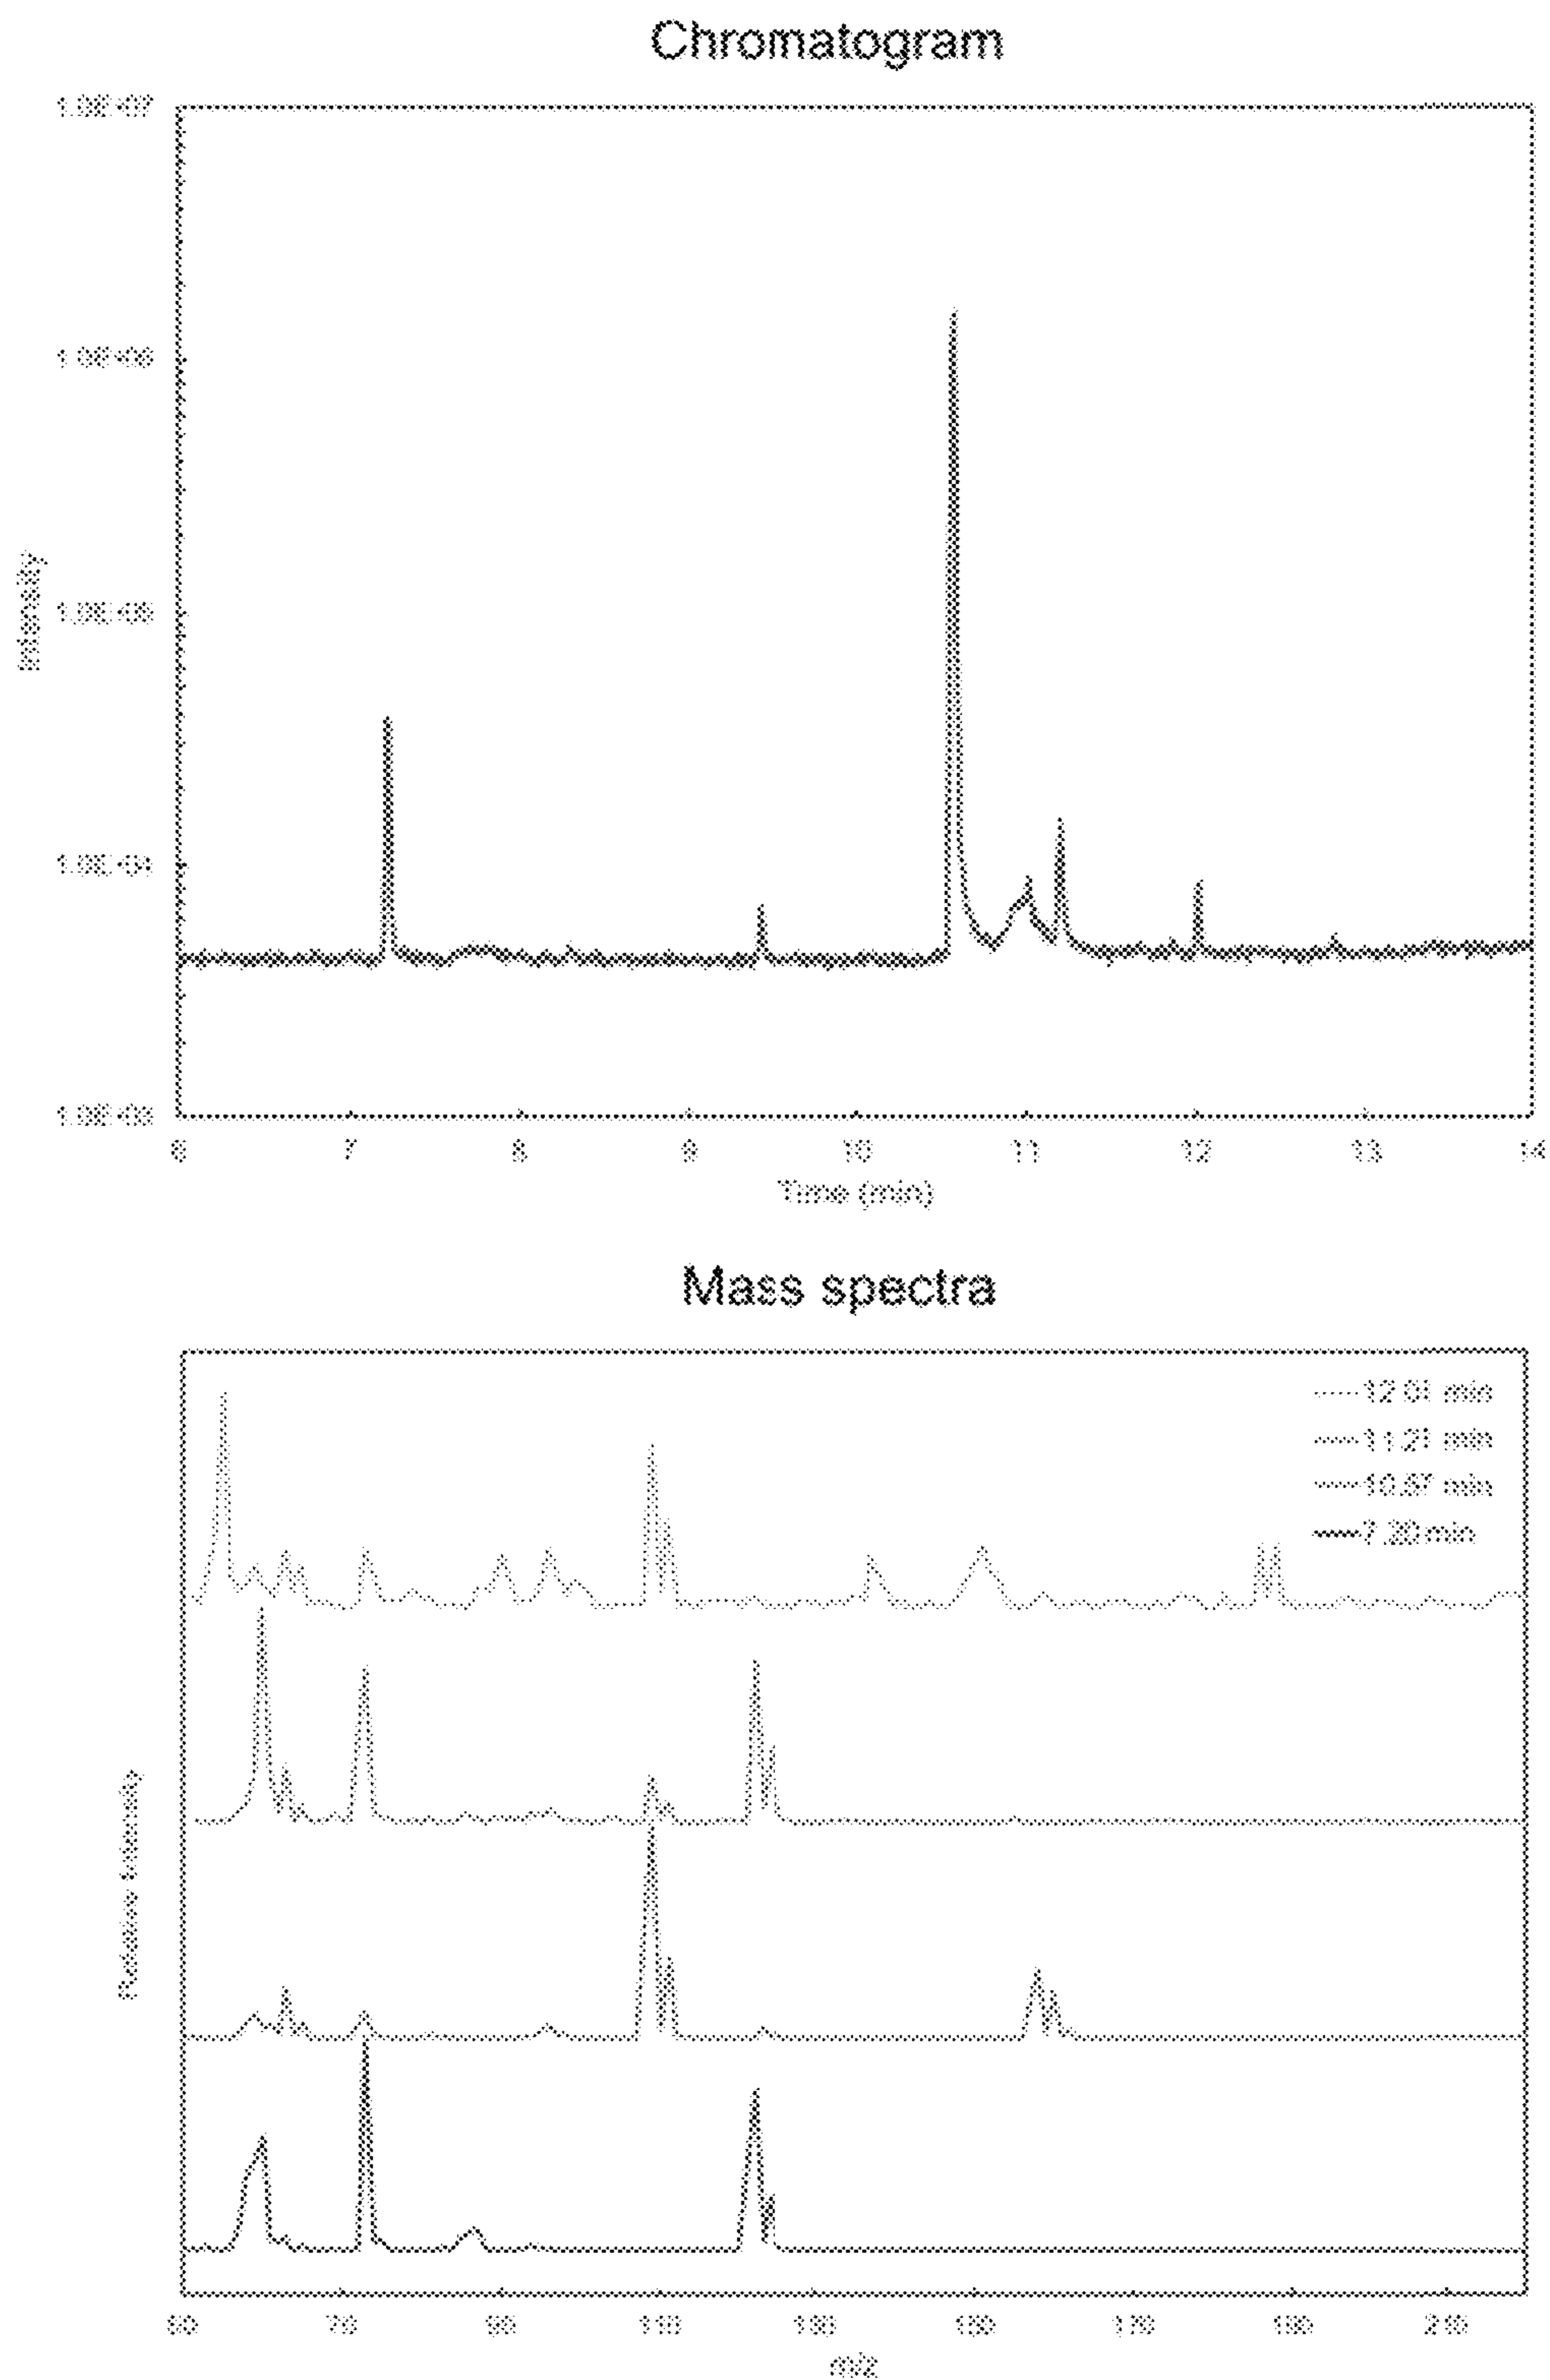 Chromatogram
1.0E+07
1.0E+06
1.0E+05
1.0E+04
1.0E+03
Intensity
6 7 8 9 10 11 12 13 14
Time (min)
Mass spectra
12.01 min
11.21 min
10.57 min
7.20 min
Relative Intensity
50 70 90 110 130 150 170 190 210
m/z